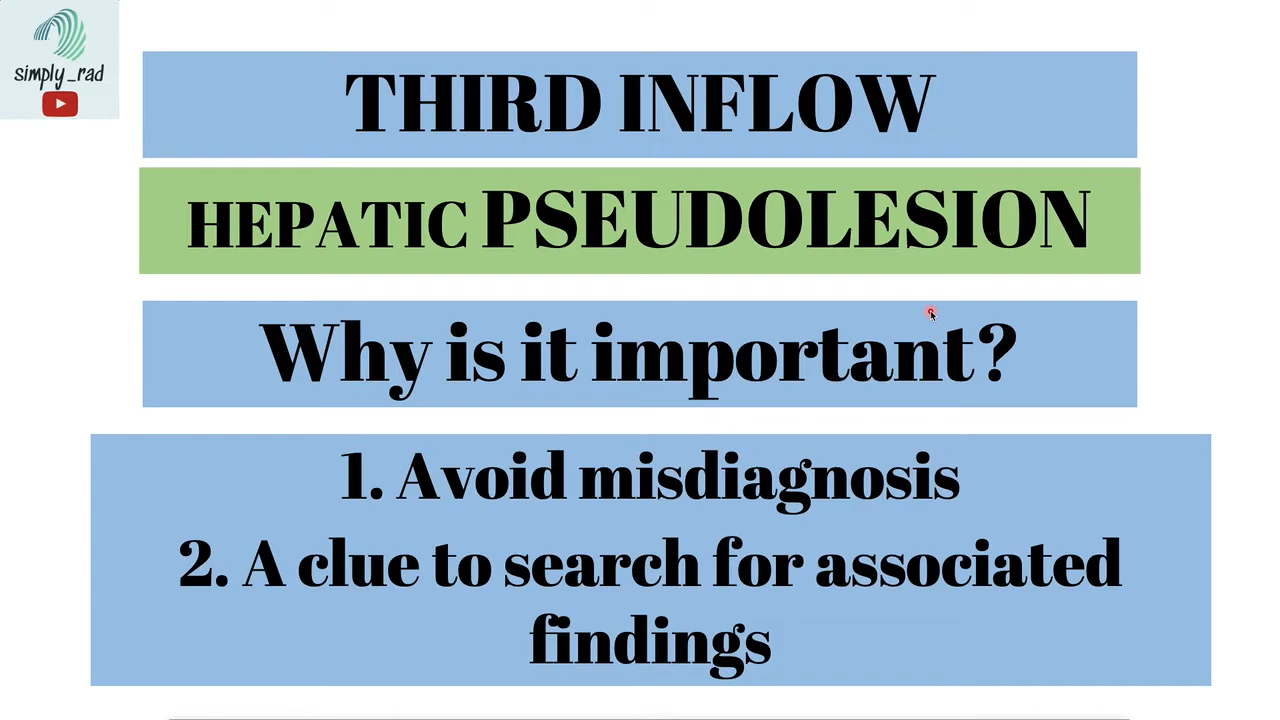 simply_rad
THIRD INFLOW
HEPATIC PSEUDOLESION
Why is it important?
1. Avoid misdiagnosis
2. A clue to search for associated
findings